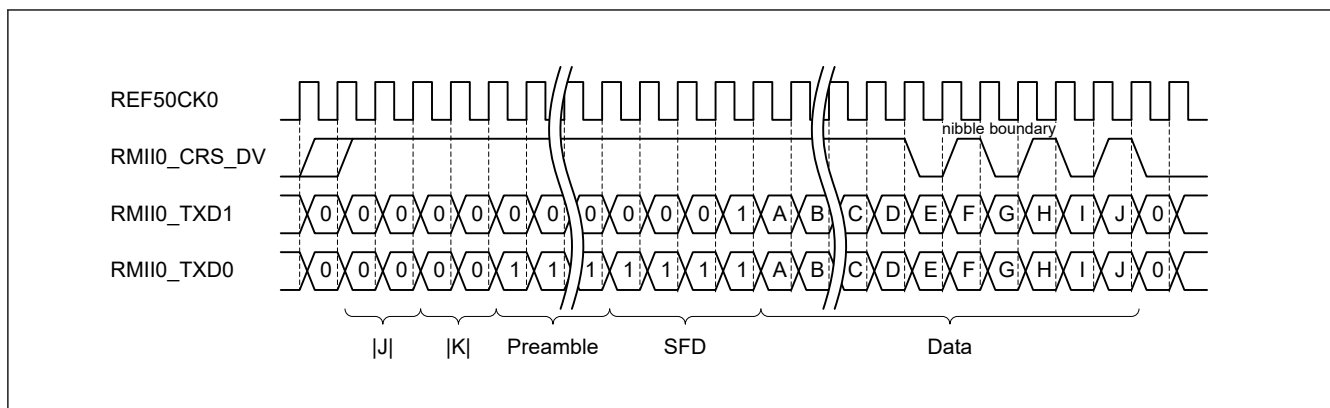 REF50CK0
nibble boundary
RMII0_CRS_DV
RMII0_TXD1 0 0 0 0 0 0 0 0 0 0 0 1 A B C D E F G H I J 0
RMII0_TXD0 0 0 0 0 0 1 1 1 1 1 1 1 A B C D E F G H I J 0
|J| |K| Preamble SFD Data